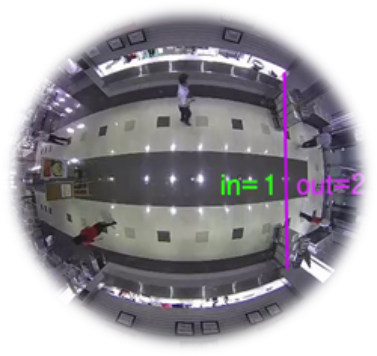 in= 1 out=2